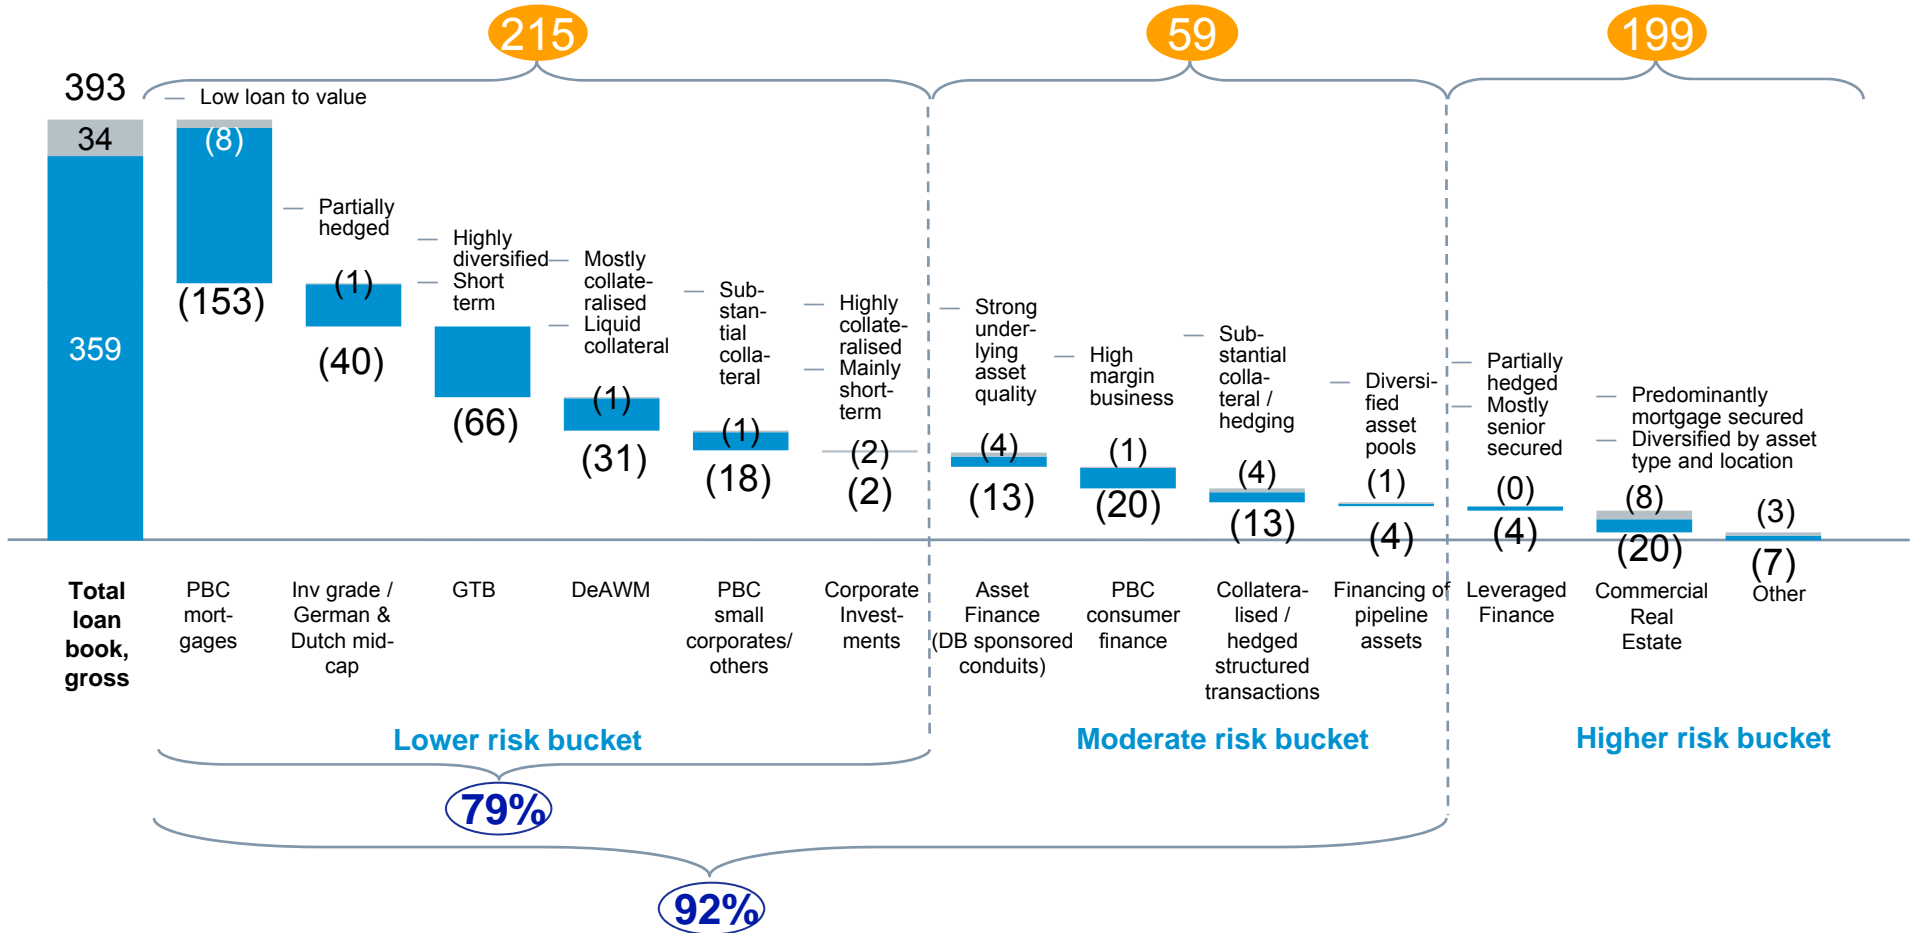 215
59
199
393
— Low loan to value
34
(8)
359
(153)
— Partially
hedged
(1)
(40)
— Highly
diversified
— Short
term
(66)
— Mostly
collate-
ralised
— Liquid
collateral
(1)
(31)
— Sub-
stan-
tial
colla-
teral
(1)
(18)
— Highly
collate-
ralised
— Mainly
short-
term
(2)
(2)
— Strong
under-
lying
asset
quality
(4)
(13)
— High
margin
business
(1)
(20)
— Sub-
stantial
colla-
teral /
hedging
(4)
(13)
— Diversi-
fied
asset
pools
(1)
(4)
— Partially
hedged
— Mostly
senior
secured
(0)
(4)
— Predominantly
mortgage secured
— Diversified by asset
type and location
(8)
(20)
(3)
(7)
Total
loan
book,
gross
PBC
mort-
gages
Inv grade /
German &
Dutch mid-
cap
GTB
DeAWM
PBC
small
corporates/
others
Corporate
Invest-
ments
Asset
Finance
(DB sponsored
conduits)
PBC
consumer
finance
Collatera-
lised /
hedged
structured
transactions
Financing of
pipeline
assets
Leveraged
Finance
Commercial
Real
Estate
Other
Lower risk bucket
Moderate risk bucket
Higher risk bucket
79%
92%